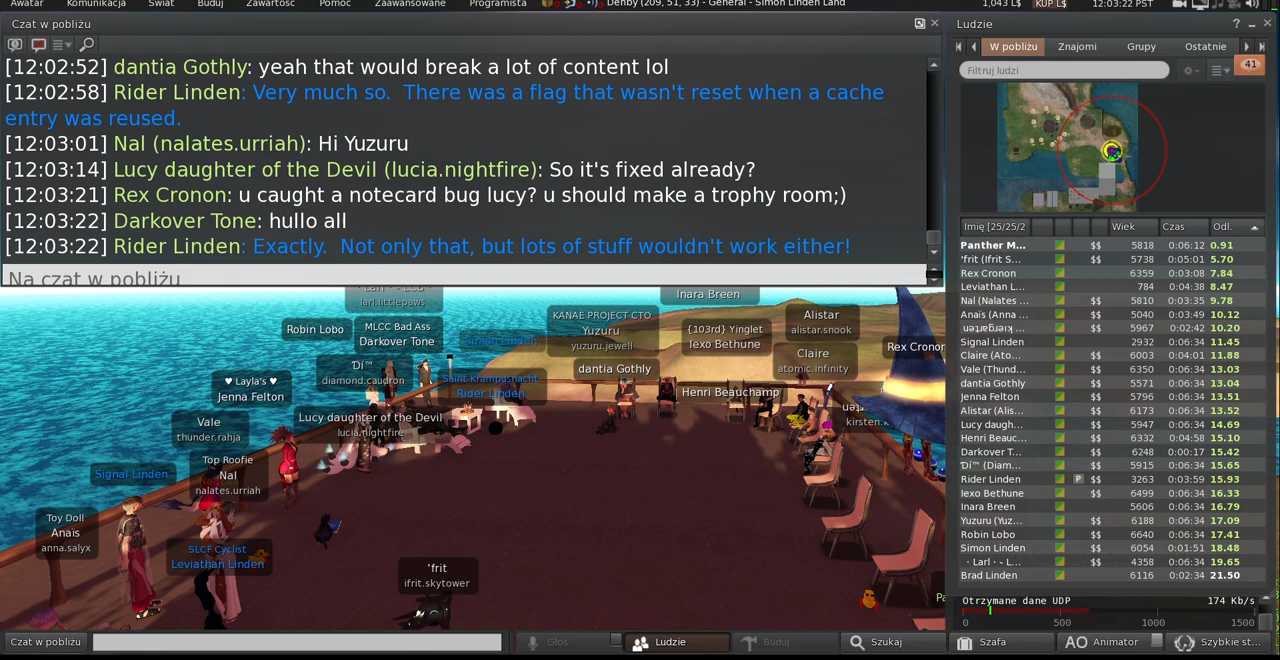 Awatar Komunikacja Świat Buduj Zawartość Pomoc Zaawansowane Programista Denby (209, 51, 33) - General - Simon Linden Land 1,043 L$ KUP L$ 12:03:22 PST
Czat w pobliżu
[12:02:52] dantia Gothly: yeah that would break a lot of content lol
[12:02:58] Rider Linden: Very much so. There was a flag that wasn't reset when a cache
entry was reused.
[12:03:01] Nal (nalates.urriah): Hi Yuzuru
[12:03:14] Lucy daughter of the Devil (lucia.nightfire): So it's fixed already?
[12:03:21] Rex Cronon: u caught a notecard bug lucy? u should make a trophy room;)
[12:03:22] Darkover Tone: hullo all
[12:03:22] Rider Linden: Exactly. Not only that, but lots of stuff wouldn't work either!
Na czat w pobliżu
larl.littlepaws
Inara Breen
Robin Lobo
MLCC Bad Ass
Darkover Tone
Simon Linden
KANAE PROJECT CTO
Yuzuru
yuzuru.jewell
{103rd} Yinglet
Iexo Bethune
Alistar
alistar.snook
Rex Cronon
Claire
atomic.infinity
diamond.caudron
Saint Krampusnacht
Rider Linden
dantia Gothly
♥ Layla's ♥
Jenna Felton
Henri Beauchamp
Vale
thunder.rahja
Lucy daughter of the Devil
lucia.nightfire
kirsten.
Signal Linden
Top Roofie
Nal
nalates.urriah
Toy Doll
Anaïs
anna.salyx
SLCF Cyclist
Leviathan Linden
'frit
ifrit.skytower
Czat w pobliżu Głos Ludzie Buduj Szukaj
Ludzie
W pobliżu Znajomi Grupy Ostatnie
Filtruj ludzi
41
Imię [25/25/2 Wiek Czas Odl.
Panther M... $$ 5818 0:06:12 0.91
'frit (Ifrit S... $$ 5738 0:05:01 5.70
Rex Cronon 6359 0:03:08 7.84
Leviathan L... 784 0:04:38 8.47
Nal (Nalates ... $$ 5810 0:03:35 9.78
Anaïs (Anna ... $$ 5040 0:03:49 10.12
$$ 5967 0:02:42 10.20
Signal Linden 2932 0:06:34 11.45
Claire (Ato... $$ 6003 0:04:01 11.88
Vale (Thund... $$ 6350 0:06:34 13.03
dantia Gothly $$ 5571 0:06:34 13.04
Jenna Felton $$ 5796 0:06:34 13.51
Alistar (Alis... $$ 6173 0:06:34 13.52
Lucy daugh... $$ 5947 0:06:34 14.69
Henri Beauc... $$ 6332 0:04:58 15.10
Darkover T... $$ 6248 0:00:17 15.42
(Diam... $$ 5915 0:06:34 15.65
Rider Linden P $$ 3263 0:03:59 15.93
Iexo Bethune $$ 6499 0:06:34 16.33
Inara Breen 5606 0:06:34 16.79
Yuzuru (Yuz... $$ 6188 0:06:34 17.09
Robin Lobo $$ 6640 0:06:34 17.41
Simon Linden $$ 6054 0:01:51 18.48
· Larl · - L... $$ 4358 0:06:34 19.65
Brad Linden 6116 0:02:34 21.50
Otrzymane dane UDP 174 Kb/s
0 500 1000 1500
Szafa AO Animator Szybkie st...